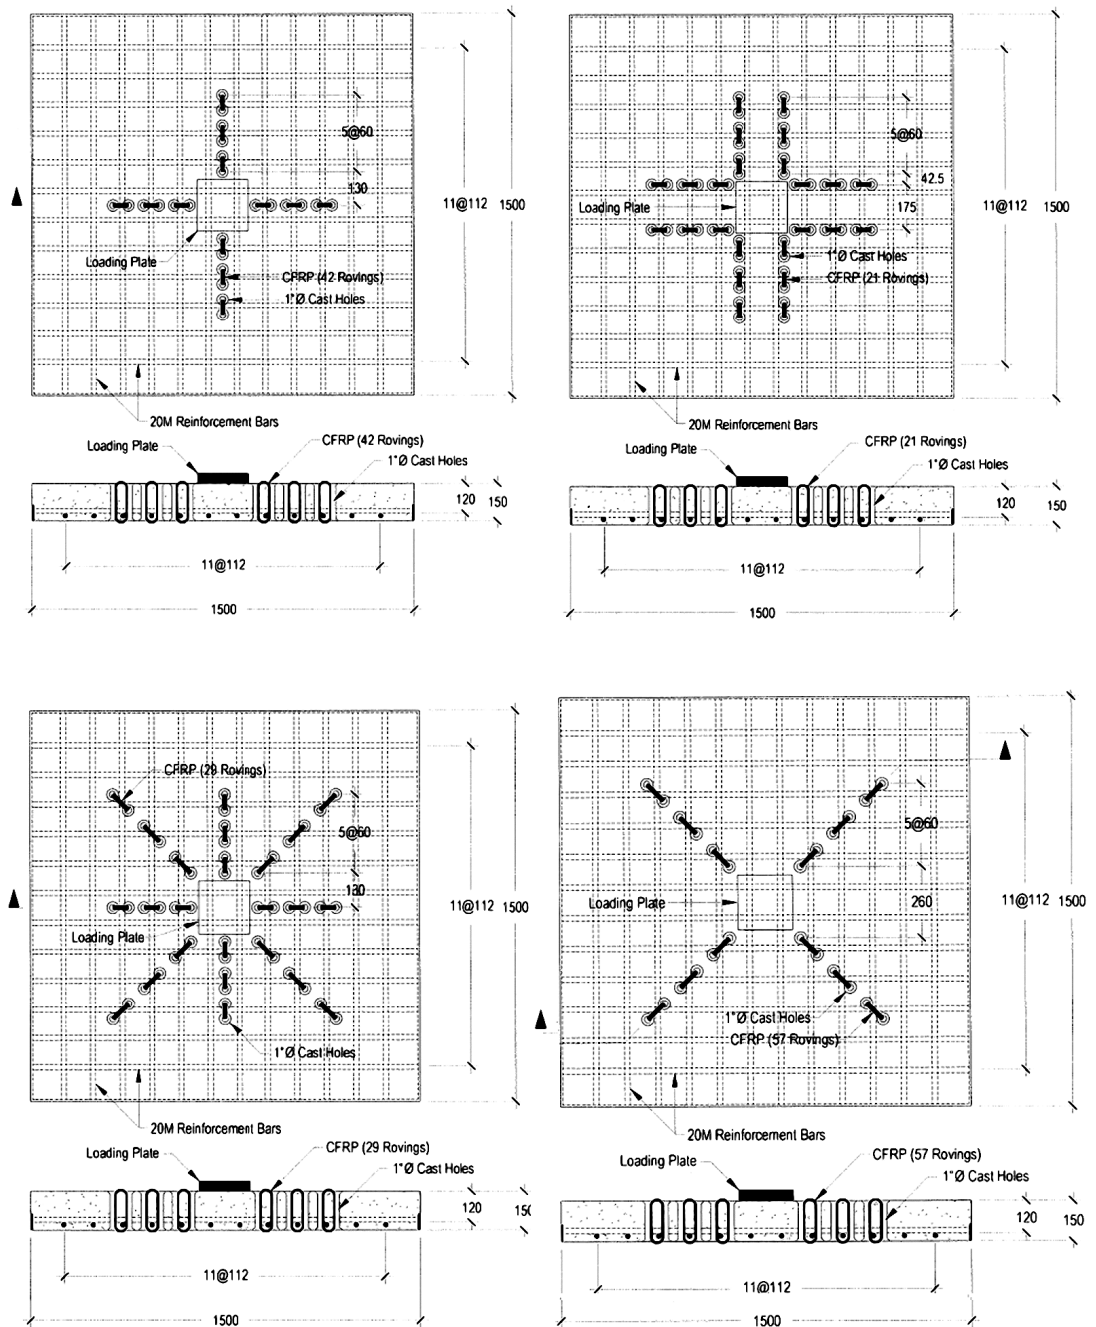 5@60
130
11@112
1500
Loading Plate
CFRP (42 Rovings)
1"Ø Cast Holes
20M Reinforcement Bars
Loading Plate
CFRP (42 Rovings)
1"Ø Cast Holes
120
150
11@112
1500
5@60
42.5
Loading Plate
175
11@112
1500
1"Ø Cast Holes
CFRP (21 Rovings)
20M Reinforcement Bars
Loading Plate
CFRP (21 Rovings)
1"Ø Cast Holes
120
150
11@112
1500
CFRP (29 Rovings)
5@60
130
11@112
1500
Loading Plate
1"Ø Cast Holes
20M Reinforcement Bars
Loading Plate
CFRP (29 Rovings)
1"Ø Cast Holes
120
11@112
1500
5@60
Loading Plate
260
11@112
1500
1"Ø Cast Holes
CFRP (57 Rovings)
20M Reinforcement Bars
Loading Plate
CFRP (57 Rovings)
1"Ø Cast Holes
120
150
11@112
1500